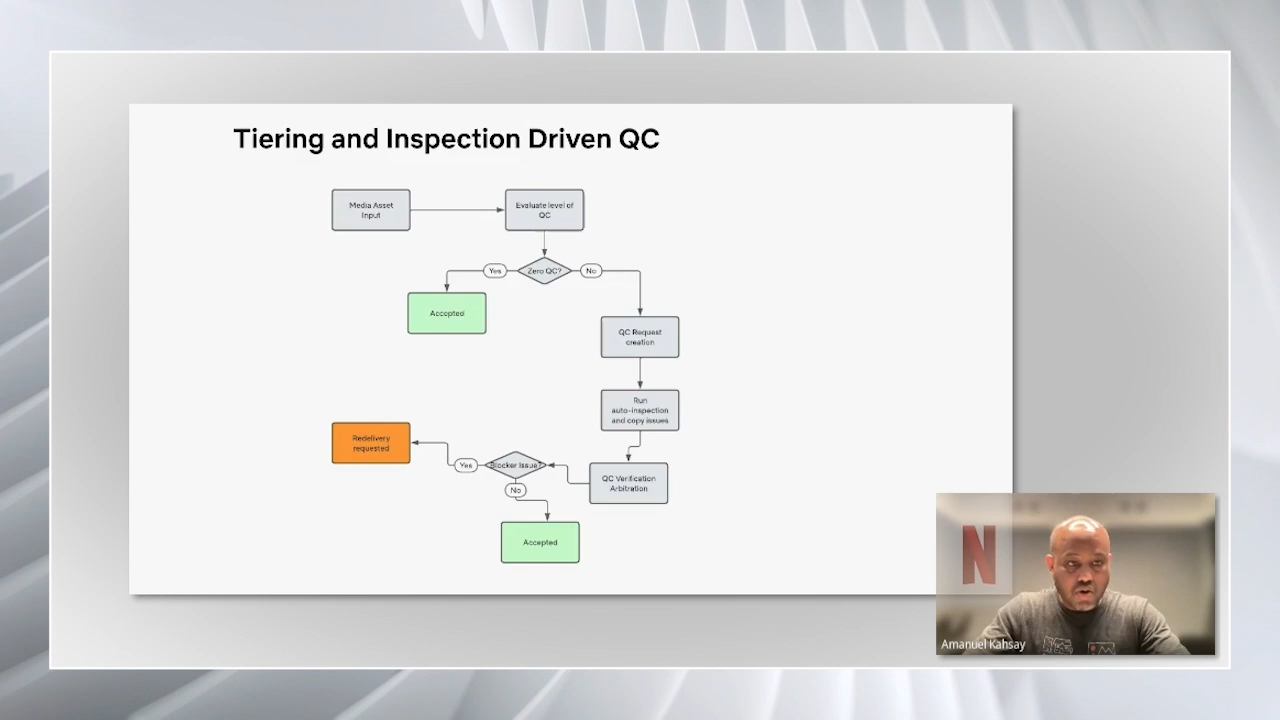 Tiering and Inspection Driven QC
Media Asset
Input
Evaluate level of
QC
Yes
Zero QC?
No
Accepted
QC Request
creation
Run
auto-inspection
and copy issues
Redelivery
requested
Yes
Blocker Issue?
No
QC Verification
Arbitration
Accepted
N
Amanuel Kahsay